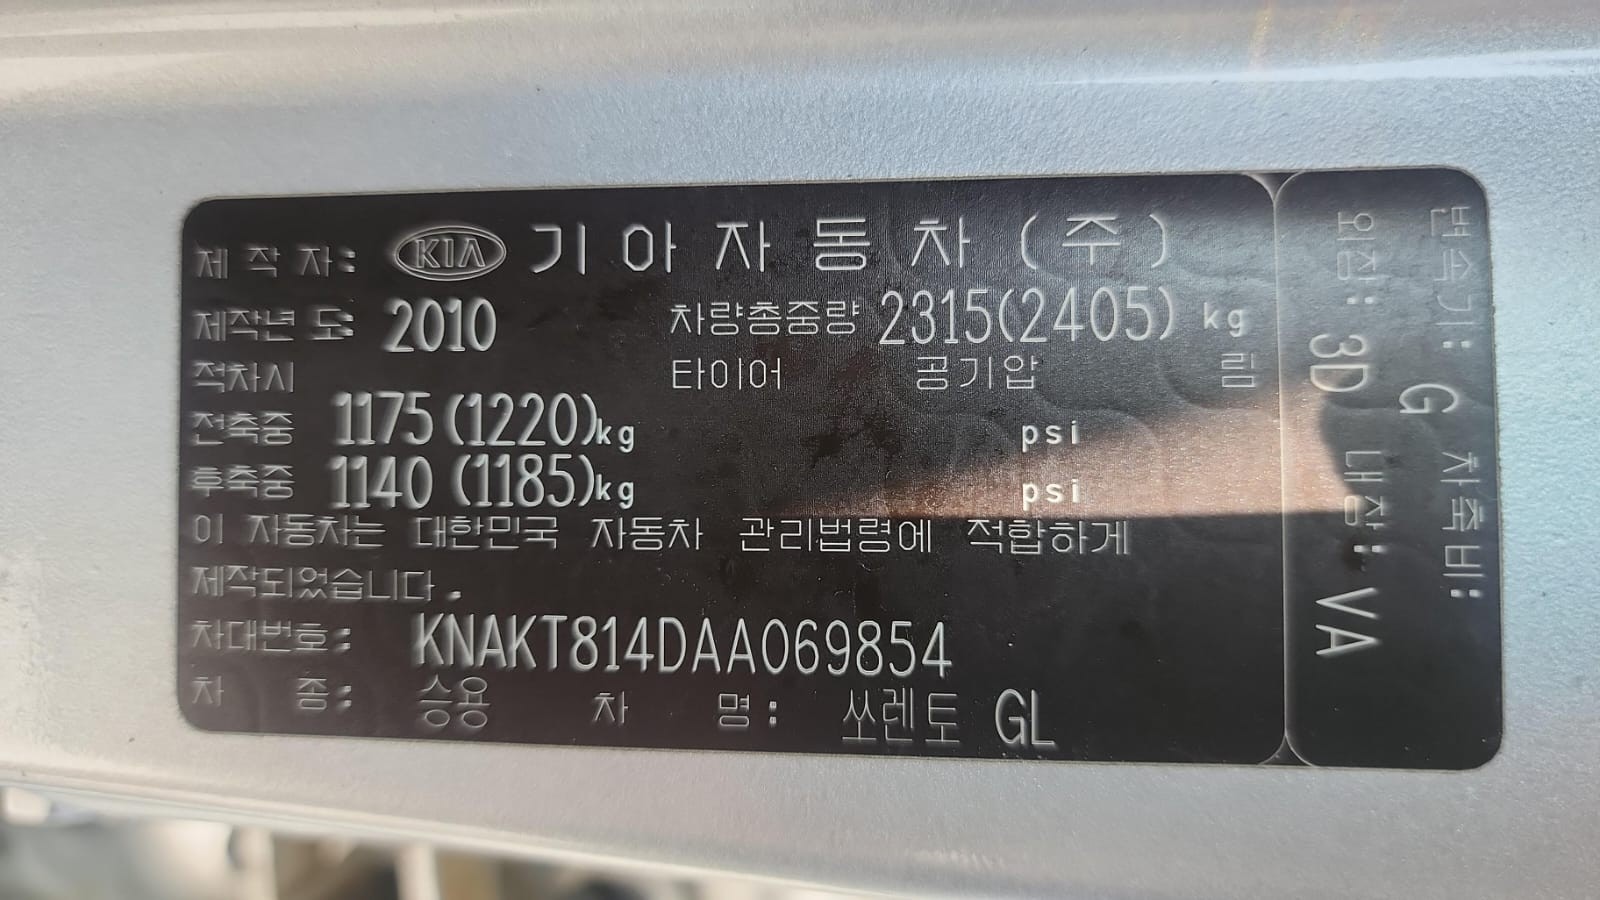 제 작 자: KIA 기아자동차(주)
제작년도: 2010 차량총중량 2315(2405) kg
적차시 타이어 공기압 림
전축중 1175(1220)kg psi
후축중 1140(1185)kg psi
이 자동차는 대한민국 자동차 관리법령에 적합하게
제작되었습니다.
차대번호: KNAKT814DAA069854
차 종: 승용 차 명: 쏘렌토 GL
변속기: G 차축비:
외장: 3D 내장: VA